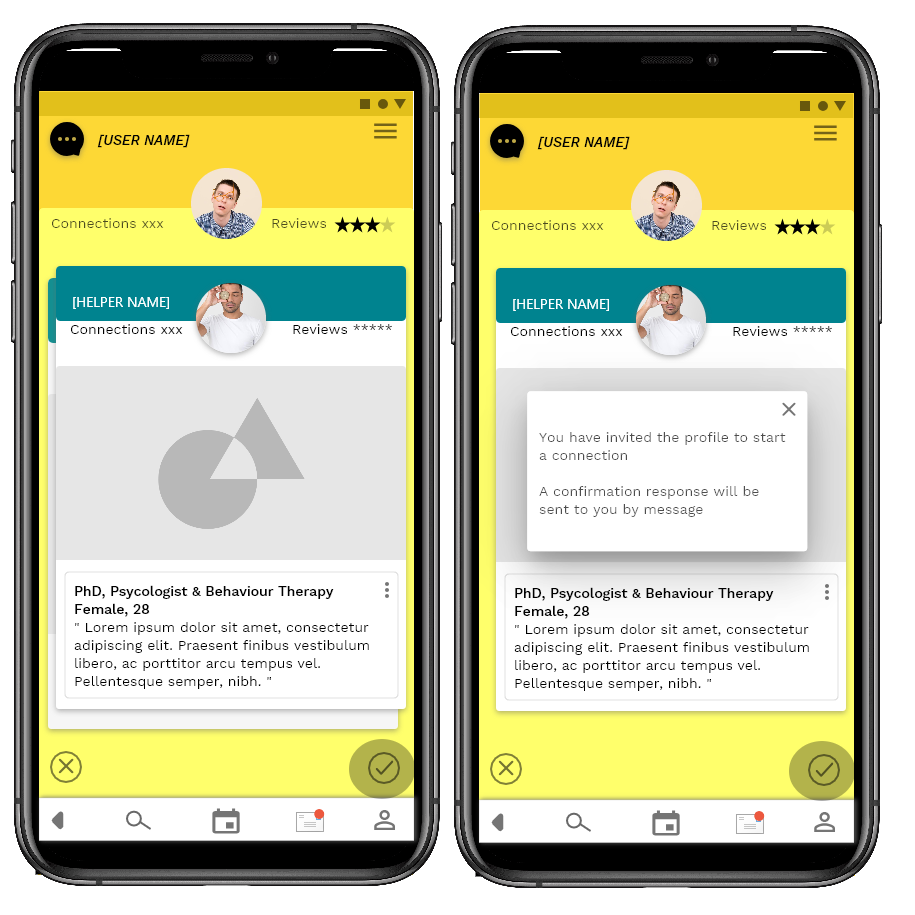 [USER NAME]
Connections xxx
Reviews
[HELPER NAME]
Connections xxx
Reviews *****
PhD, Psycologist & Behaviour Therapy
Female, 28
" Lorem ipsum dolor sit amet, consectetur
adipiscing elit. Praesent finibus vestibulum
libero, ac porttitor arcu tempus vel.
Pellentesque semper, nibh. "
[USER NAME]
Connections xxx
Reviews
[HELPER NAME]
Connections xxx
Reviews *****
You have invited the profile to start
a connection
A confirmation response will be
sent to you by message
PhD, Psycologist & Behaviour Therapy
Female, 28
" Lorem ipsum dolor sit amet, consectetur
adipiscing elit. Praesent finibus vestibulum
libero, ac porttitor arcu tempus vel.
Pellentesque semper, nibh. "